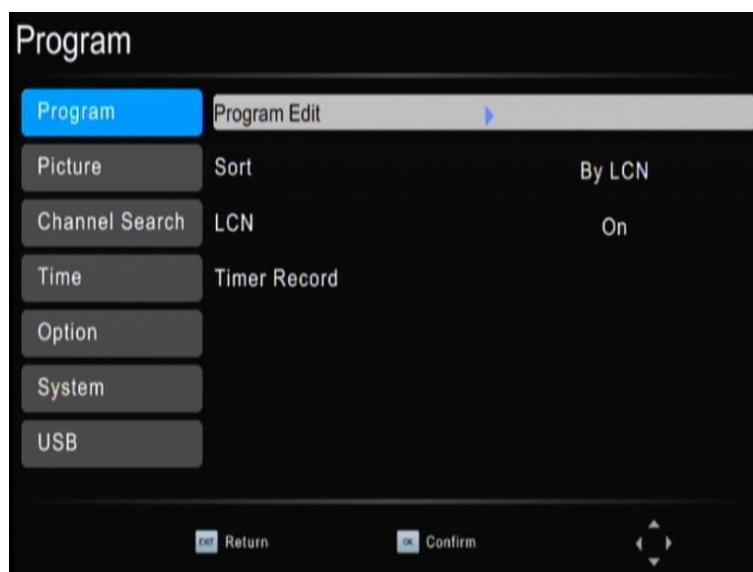 Program
Program Program Edit
Picture Sort By LCN
Channel Search LCN On
Time Timer Record
Option
System
USB
EXIT Return OK Confirm